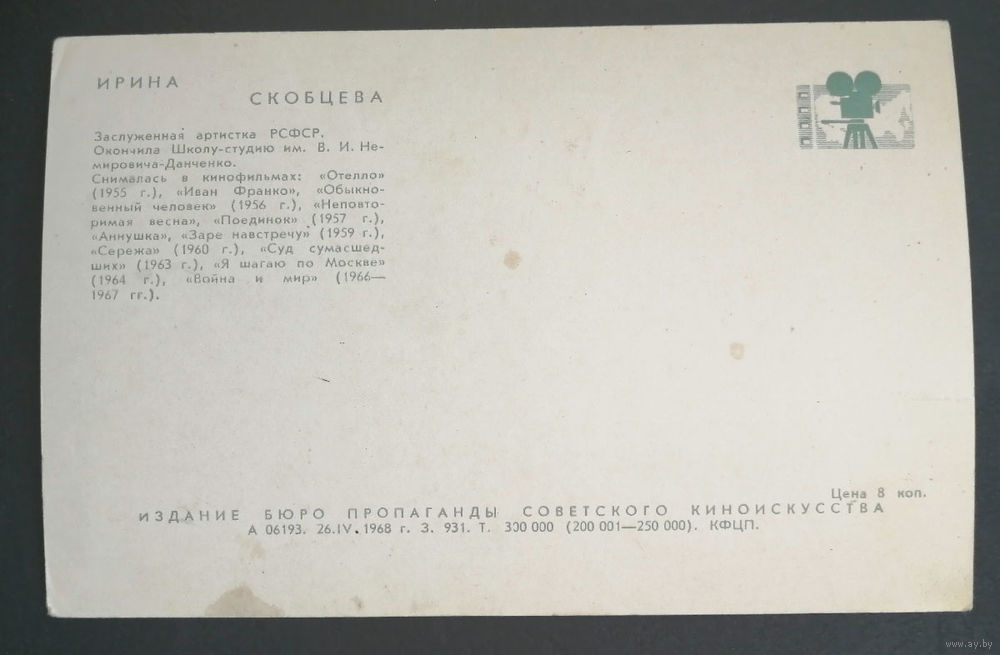 ИРИНА
СКОБЦЕВА
Заслуженная артистка РСФСР.
Окончила Школу-студию им. В. И. Не-
мировича-Данченко.
Снималась в кинофильмах: «Отелло»
(1955 г.), «Иван Франко», «Обыкно-
венный человек» (1956 г.), «Неповто-
римая весна», «Поединок» (1957 г.),
«Аннушка», «Заре навстречу» (1959 г.),
«Сережа» (1960 г.), «Суд сумасшед-
ших» (1963 г.), «Я шагаю по Москве»
(1964 г.), «Война и мир» (1966—
1967 гг.).
Цена 8 коп.
ИЗДАНИЕ БЮРО ПРОПАГАНДЫ СОВЕТСКОГО КИНОИСКУССТВА
А 06193. 26.IV.1968 г. З. 931. Т. 300 000 (200 001—250 000). КФЦП.
www.ay.by